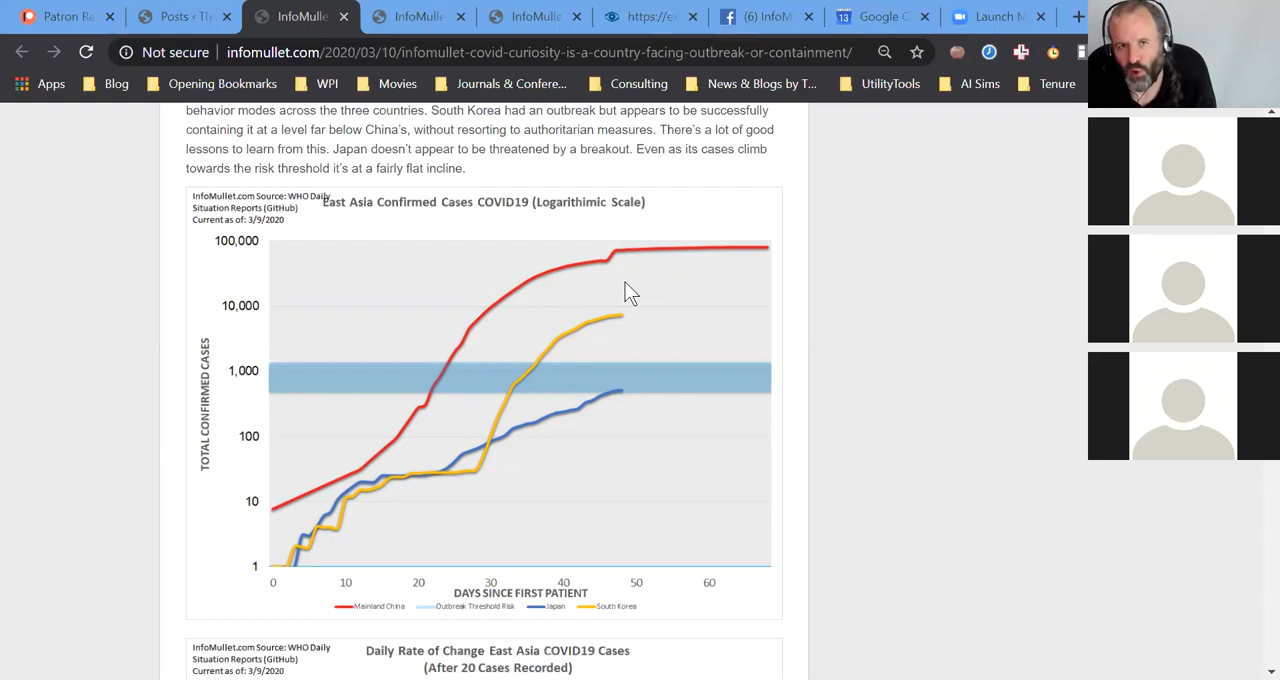 Patron Re
Posts ‹ Th
InfoMulle
InfoMulle
InfoMulle
https://e
(6) InfoM
13
Google C
Launch M
Not secure
infomullet.com/2020/03/10/infomullet-covid-curiosity-is-a-country-facing-outbreak-or-containment/
Apps
Blog
Opening Bookmarks
WPI
Movies
Journals & Confere...
Consulting
News & Blogs by T...
UtilityTools
AI Sims
Tenure
behavior modes across the three countries. South Korea had an outbreak but appears to be successfully
containing it at a level far below China's, without resorting to authoritarian measures. There's a lot of good
lessons to learn from this. Japan doesn't appear to be threatened by a breakout. Even as its cases climb
towards the risk threshold it's at a fairly flat incline.
InfoMullet.com Source: WHO Daily
Situation Reports (GitHub)
Current as of: 3/9/2020
East Asia Confirmed Cases COVID19 (Logarithimic Scale)
100,000
10,000
1,000
100
10
1
TOTAL CONFIRMED CASES
0 10 20 30 40 50 60
DAYS SINCE FIRST PATIENT
Mainland China Outbreak Threshold Risk Japan South Korea
InfoMullet.com Source: WHO Daily
Situation Reports (GitHub)
Current as of: 3/9/2020
Daily Rate of Change East Asia COVID19 Cases
(After 20 Cases Recorded)